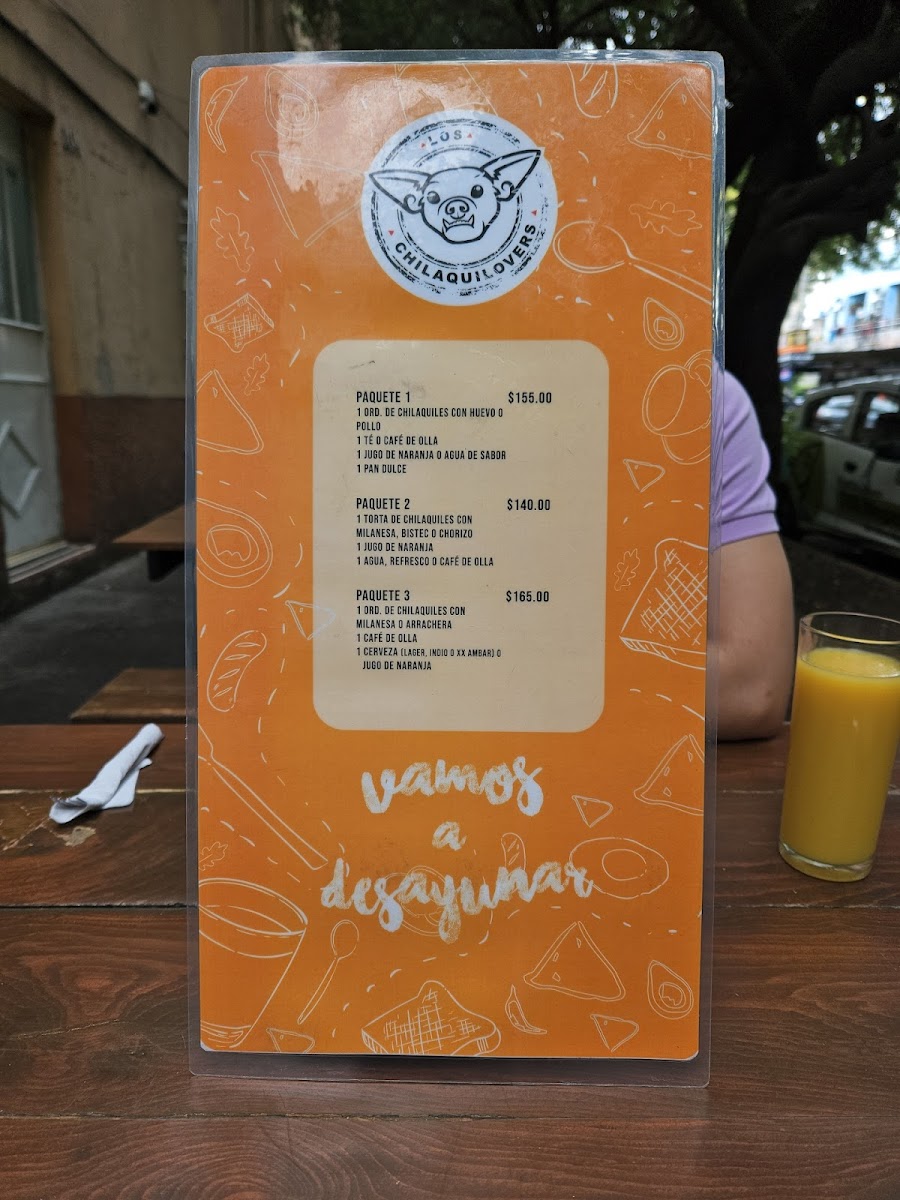 LOS
CHILAQUILOVERS
PAQUETE 1 $155.00
1 ORD. DE CHILAQUILES CON HUEVO O
POLLO
1 TÉ O CAFÉ DE OLLA
1 JUGO DE NARANJA O AGUA DE SABOR
1 PAN DULCE
PAQUETE 2 $140.00
1 TORTA DE CHILAQUILES CON
MILANESA, BISTEC O CHORIZO
1 JUGO DE NARANJA
1 AGUA, REFRESCO O CAFÉ DE OLLA
PAQUETE 3 $165.00
1 ORD. DE CHILAQUILES CON
MILANESA O ARRACHERA
1 CAFÉ DE OLLA
1 CERVEZA (LAGER, INDIO O XX AMBAR) O
JUGO DE NARANJA
vamos
a
desayunar